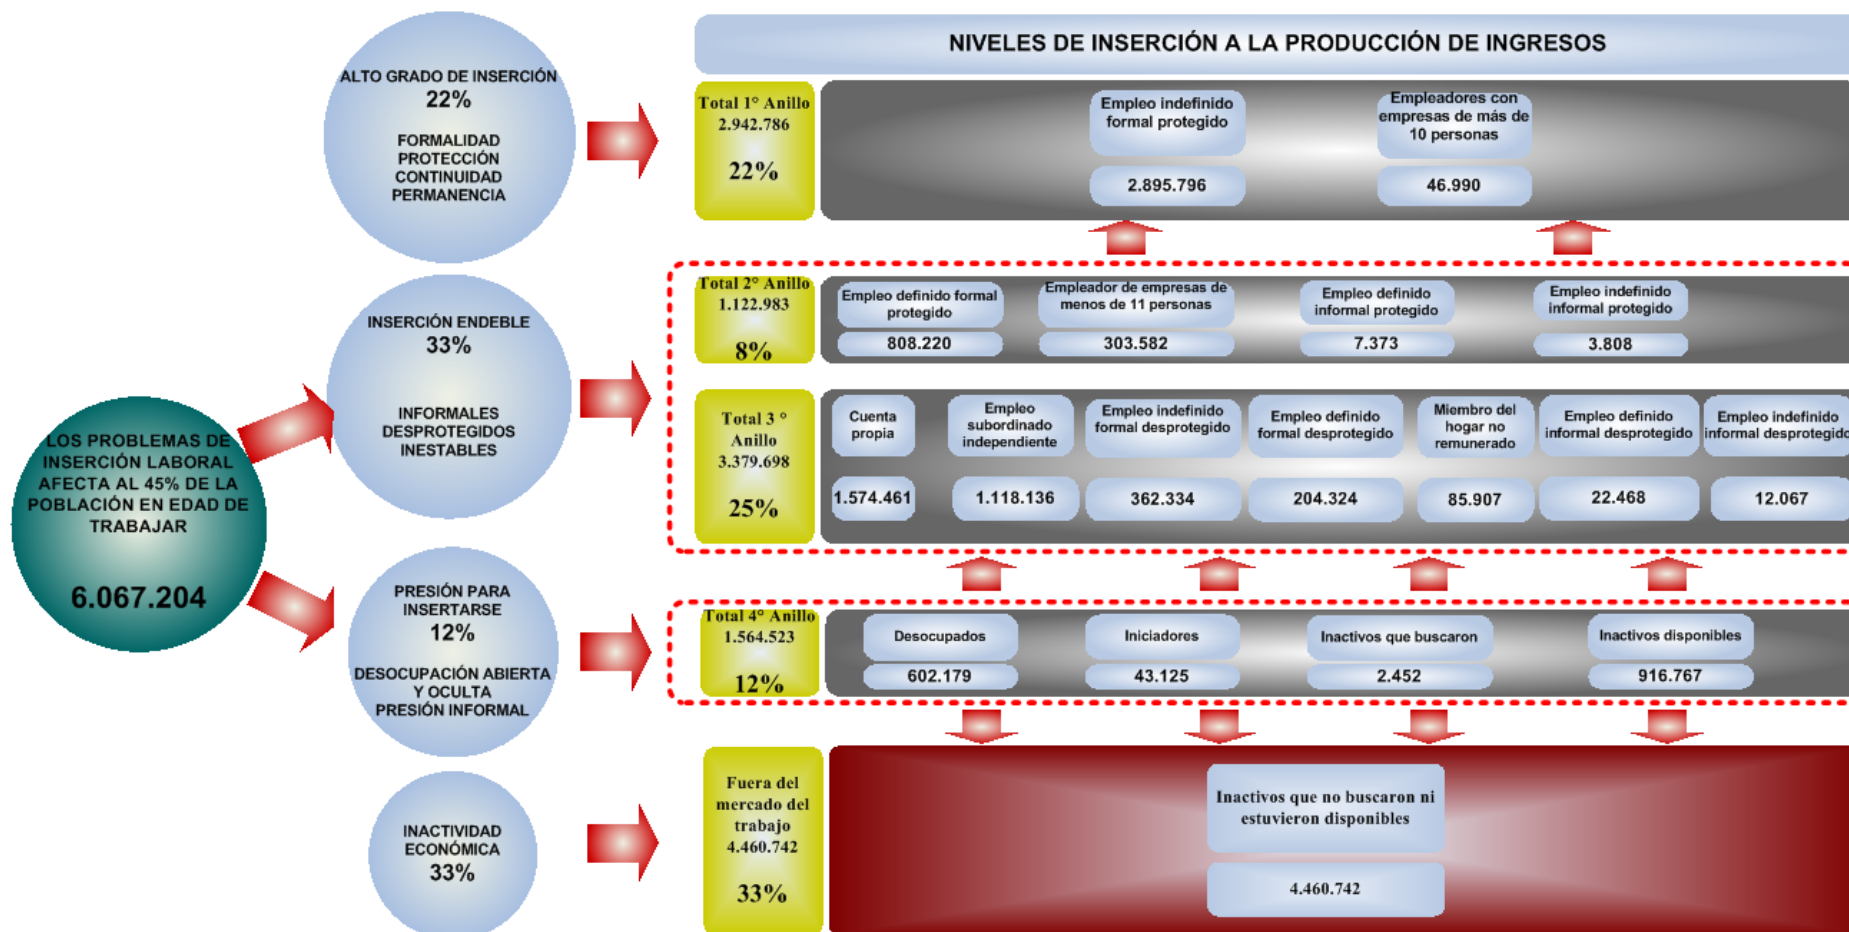 NIVELES DE INSERCIÓN A LA PRODUCCIÓN DE INGRESOS
LOS PROBLEMAS DE
INSERCIÓN LABORAL
AFECTA AL 45% DE LA
POBLACIÓN EN EDAD DE
TRABAJAR
6.067.204
ALTO GRADO DE INSERCIÓN
22%
FORMALIDAD
PROTECCIÓN
CONTINUIDAD
PERMANENCIA
Total 1° Anillo
2.942.786
22%
Empleo indefinido
formal protegido
2.895.796
Empleadores con
empresas de más de
10 personas
46.990
INSERCIÓN ENDEBLE
33%
INFORMALES
DESPROTEGIDOS
INESTABLES
Total 2° Anillo
1.122.983
8%
Empleo definido formal
protegido
808.220
Empleador de empresas de
menos de 11 personas
303.582
Empleo definido
informal protegido
7.373
Empleo indefinido
informal protegido
3.808
Total 3 °
Anillo
3.379.698
25%
Cuenta
propia
1.574.461
Empleo
subordinado
independiente
1.118.136
Empleo indefinido
formal desprotegido
362.334
Empleo definido
formal desprotegido
204.324
Miembro del
hogar no
remunerado
85.907
Empleo definido
informal desprotegido
22.468
Empleo indefinido
informal desprotegido
12.067
PRESIÓN PARA
INSERTARSE
12%
DESOCUPACIÓN ABIERTA
Y OCULTA
PRESIÓN INFORMAL
Total 4° Anillo
1.564.523
12%
Desocupados
602.179
Iniciadores
43.125
Inactivos que buscaron
2.452
Inactivos disponibles
916.767
INACTIVIDAD
ECONÓMICA
33%
Fuera del
mercado del
trabajo
4.460.742
33%
Inactivos que no buscaron ni
estuvieron disponibles
4.460.742